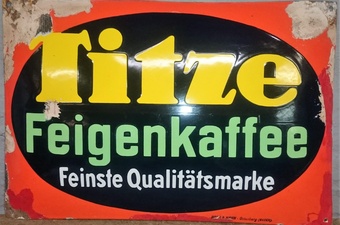 Titze
Feigenkaffee
Feinste Qualitätsmarke